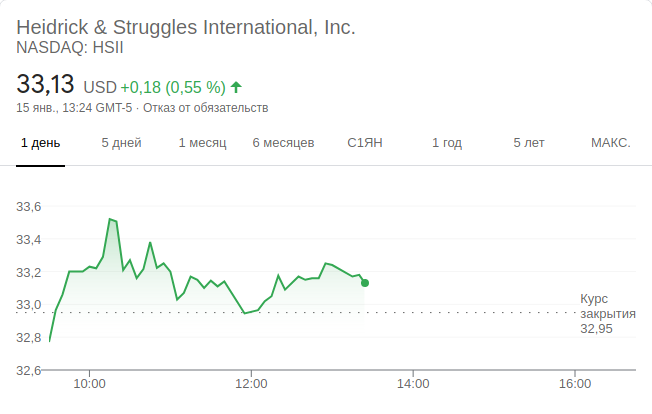 Heidrick & Struggles International, Inc.
NASDAQ: HSII
33,13 USD +0,18 (0,55 %)
15 янв., 13:24 GMT-5 · Отказ от обязательств
1 день 5 дней 1 месяц 6 месяцев С1ЯН 1 год 5 лет МАКС.
33,6
33,4
33,2
33,0
32,8
32,6
Курс
закрытия
32,95
10:00 12:00 14:00 16:00